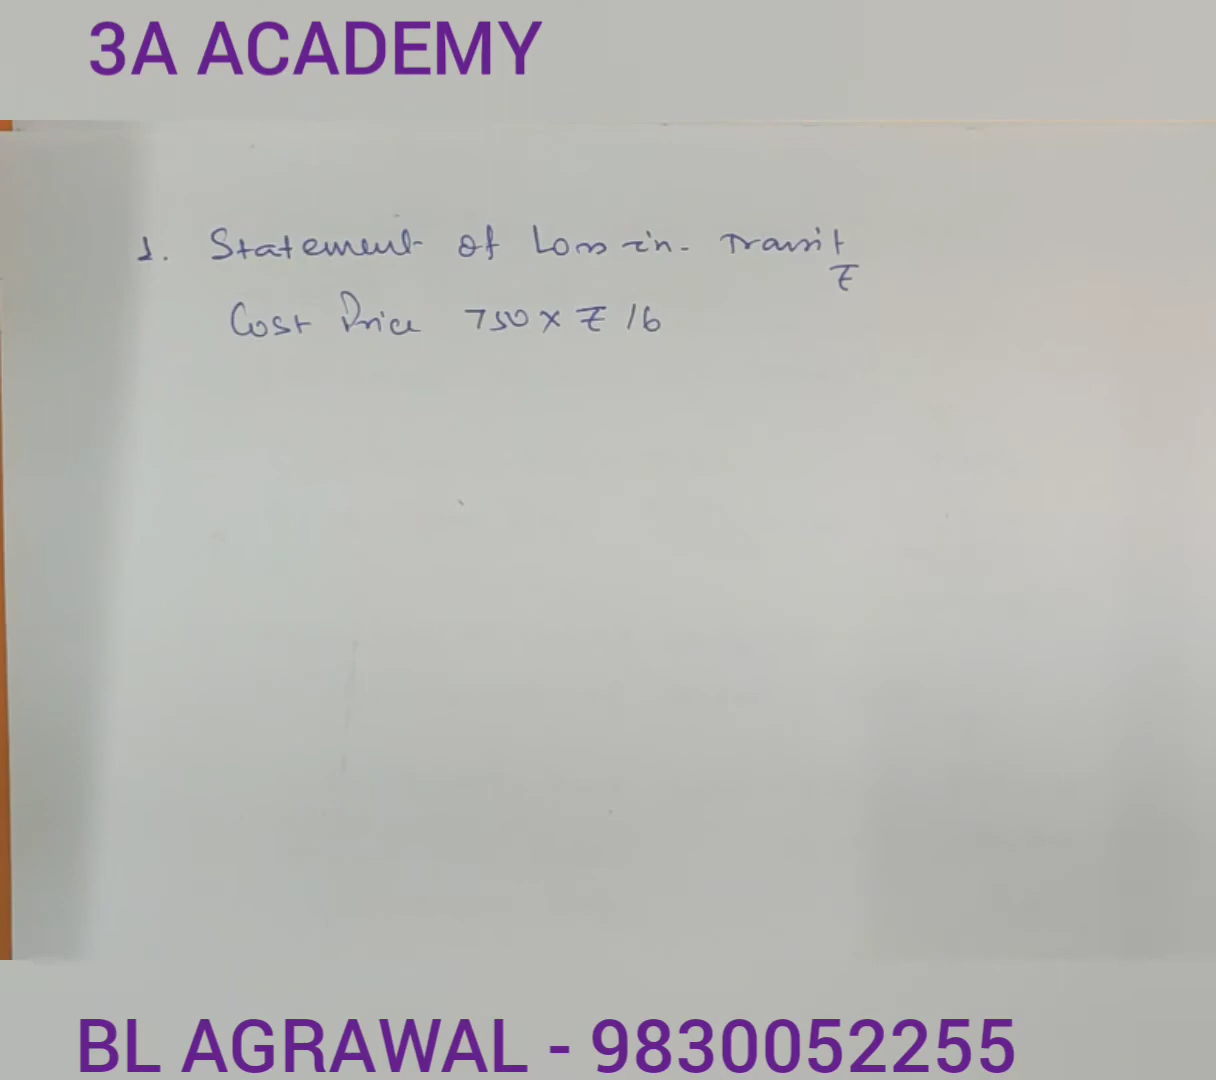 3A ACADEMY
1. Statement of Loss-in-Transit
₹
Cost Price 750 x ₹ 16
BL AGRAWAL - 9830052255